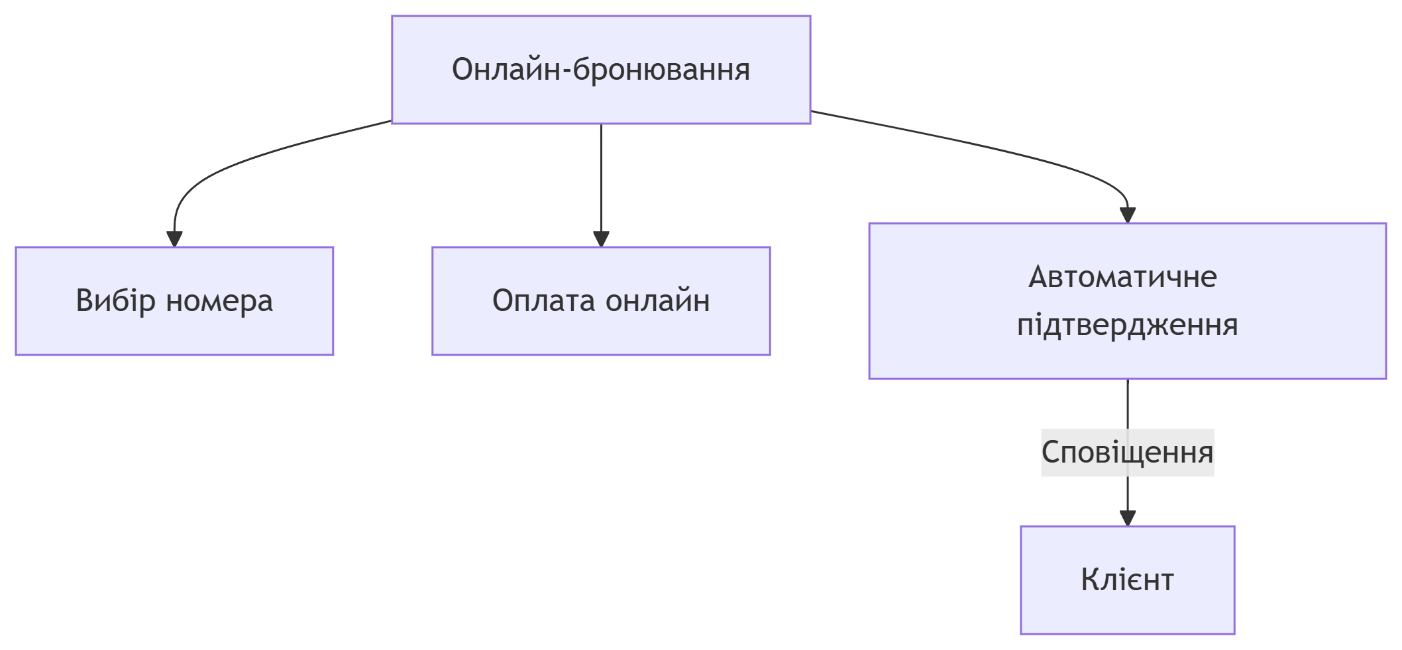 Онлайн-бронювання
Вибір номера
Оплата онлайн
Автоматичне
підтвердження
Сповіщення
Клієнт